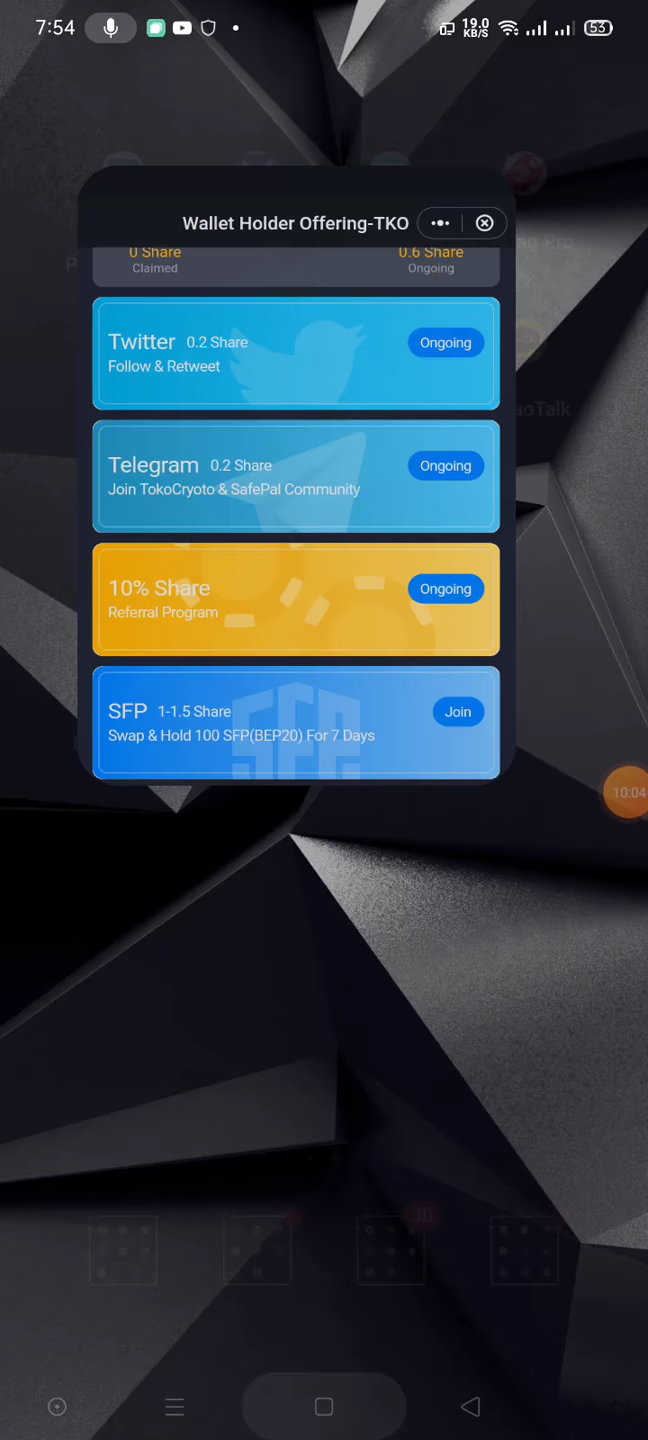 7:54
19.0
KB/S
53
Wallet Holder Offering-TKO
0 Share
0.6 Share
Claimed
Ongoing
Twitter 0.2 Share
Ongoing
Follow & Retweet
Telegram 0.2 Share
Ongoing
Join TokoCryoto & SafePal Community
10% Share
Ongoing
Referral Program
SFP 1-1.5 Share
Join
Swap & Hold 100 SFP(BEP20) For 7 Days
10:04
30